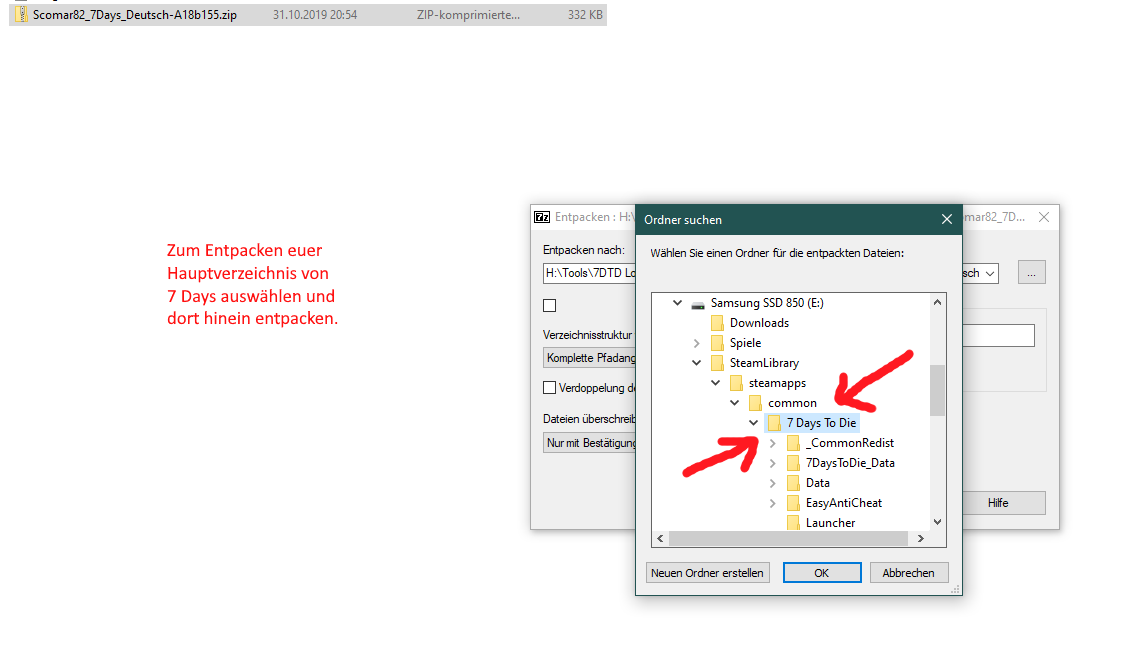 Scomar82_7Days_Deutsch-A18b155.zip 31.10.2019 20:54 ZIP-komprimierte... 332 KB
Zum Entpacken euer
Hauptverzeichnis von
7 Days auswählen und
dort hinein entpacken.
7z Entpacken : H:\
mar82_7D...
Entpacken nach:
H:\Tools\7DTD Lo
sch
...
Verzeichnisstruktur
Komplette Pfadang
Verdoppelung de
Dateien überschreib
Nur mit Bestätigung
Hilfe
Ordner suchen
Wählen Sie einen Ordner für die entpackten Dateien:
Samsung SSD 850 (E:)
Downloads
Spiele
SteamLibrary
steamapps
common
7 Days To Die
_CommonRedist
7DaysToDie_Data
Data
EasyAntiCheat
Launcher
Neuen Ordner erstellen OK Abbrechen